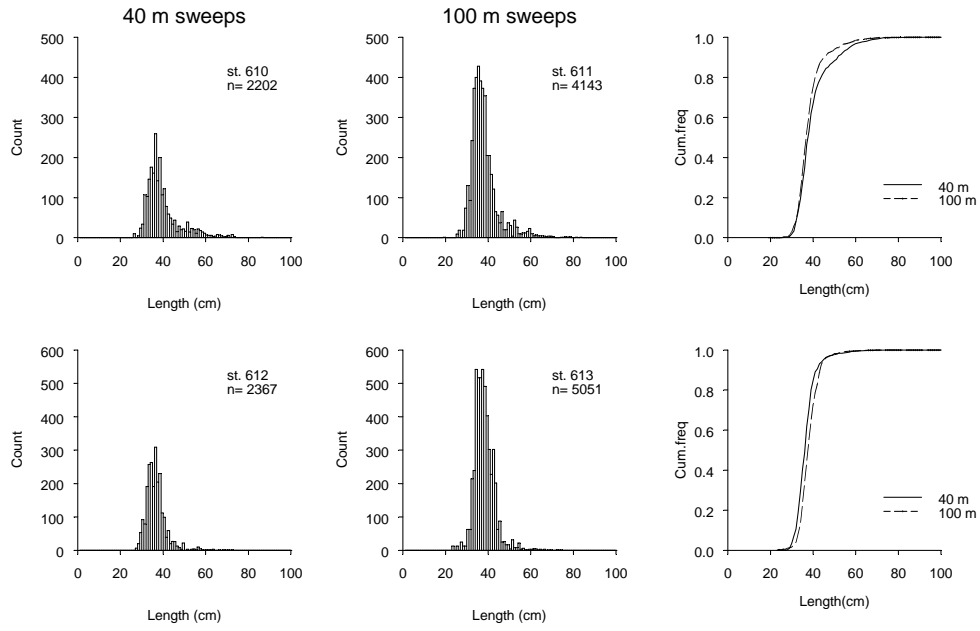 40 m sweeps
100 m sweeps
500
400
300
200
100
0
Count
st. 610
n= 2202
0 20 40 60 80 100
Length (cm)
500
400
300
200
100
0
Count
st. 611
n= 4143
0 20 40 60 80 100
Length (cm)
1.0
0.8
0.6
0.4
0.2
0.0
Cum.freq
40 m
100 m
0 20 40 60 80 100
Length(cm)
600
500
400
300
200
100
0
Count
st. 612
n= 2367
0 20 40 60 80 100
Length (cm)
600
500
400
300
200
100
0
Count
st. 613
n= 5051
0 20 40 60 80 100
Length (cm)
1.0
0.8
0.6
0.4
0.2
0.0
Cum.freq
40 m
100 m
0 20 40 60 80 100
Length(cm)